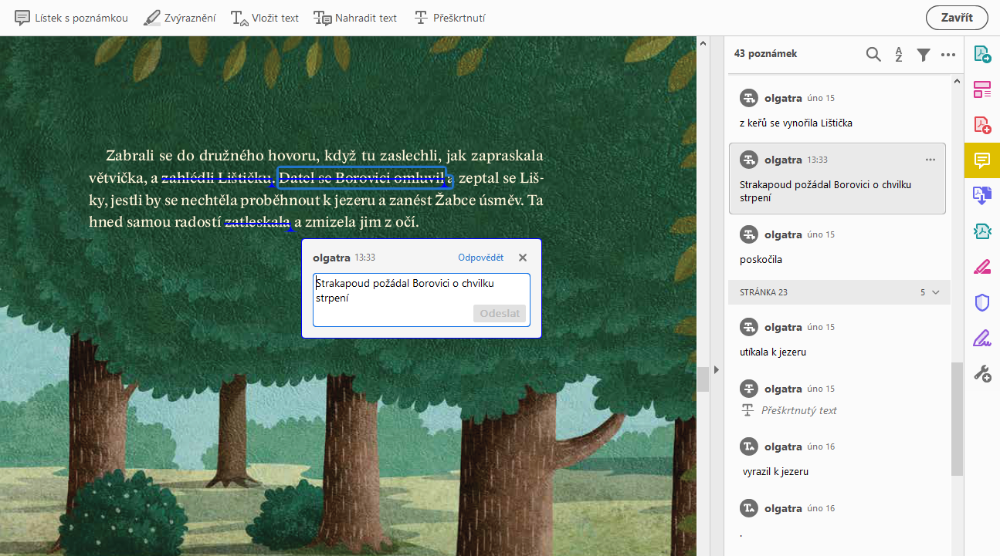 Lístek s poznámkou Zvýraznění Vložit text Nahradit text Přeškrtnutí Zavřít
Zabrali se do družného hovoru, když tu zaslechli, jak zapraskala
větvička, a zahlédli Lištičku. Datel se Borovici omluvil a zeptal se Liš-
ky, jestli by se nechtěla proběhnout k jezeru a zanést Žabce úsměv. Ta
hned samou radostí zatleskala a zmizela jim z očí.
olgatra 13:33 Odpovědět
Strakapoud požádal Borovici o chvilku
strpení
Odeslat
43 poznámek
olgatra úno 15
z keřů se vynořila Lištička
olgatra 13:33
Strakapoud požádal Borovici o chvilku
strpení
olgatra úno 15
poskočila
STRÁNKA 23 5
olgatra úno 15
utíkala k jezeru
olgatra úno 15
Přeškrtnutý text
olgatra úno 16
vyrazil k jezeru
olgatra úno 16
.